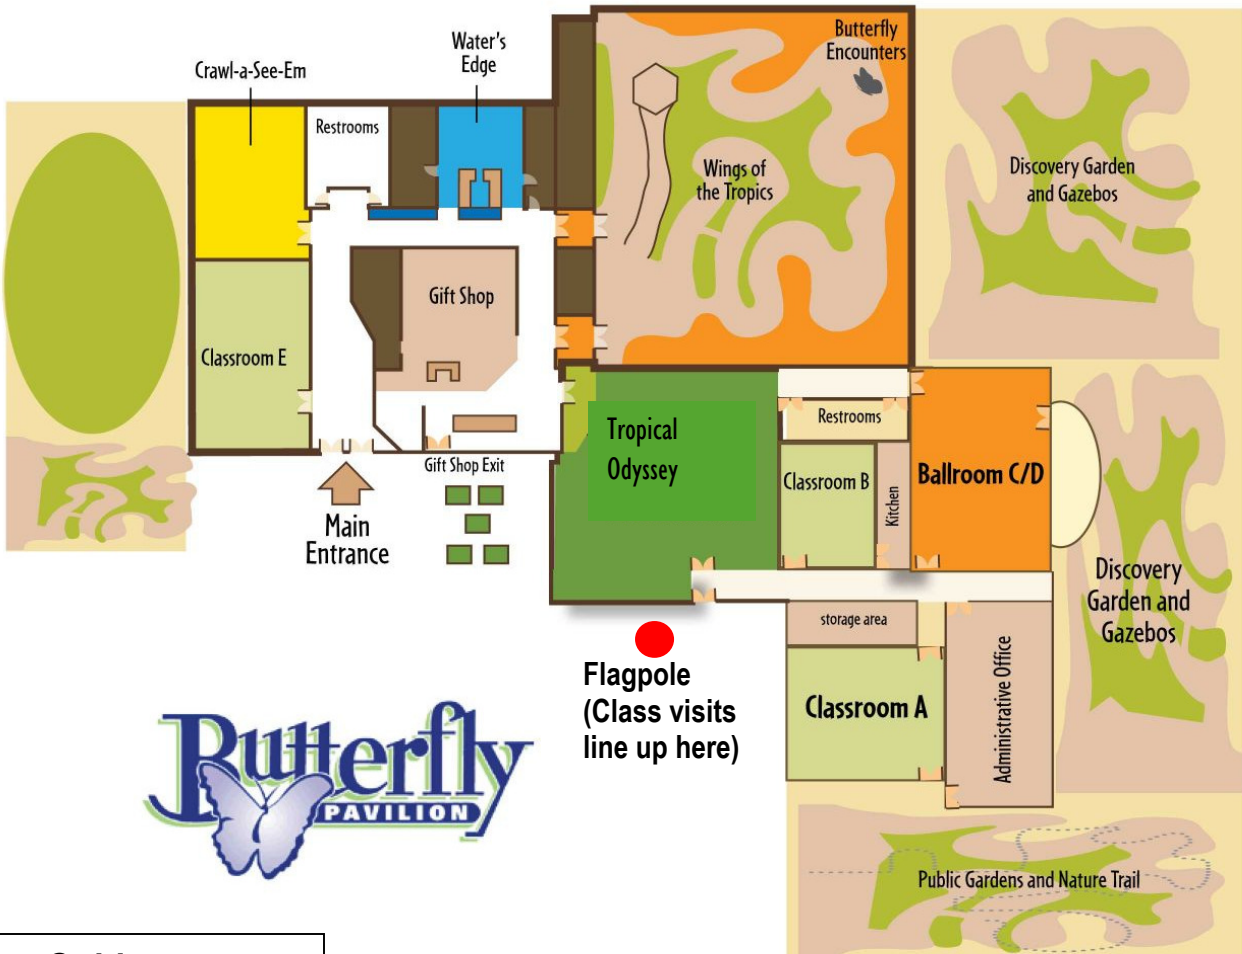 Crawl-a-See-Em
Water's
Edge
Restrooms
Butterfly
Encounters
Wings of
the Tropics
Discovery Garden
and Gazebos
Gift Shop
Classroom E
Tropical
Odyssey
Restrooms
Classroom B
Kitchen
Ballroom C/D
Gift Shop Exit
Main
Entrance
Discovery
Garden and
Gazebos
storage area
Classroom A
Administrative Office
Flagpole
(Class visits
line up here)
Butterfly
PAVILION
Public Gardens and Nature Trail